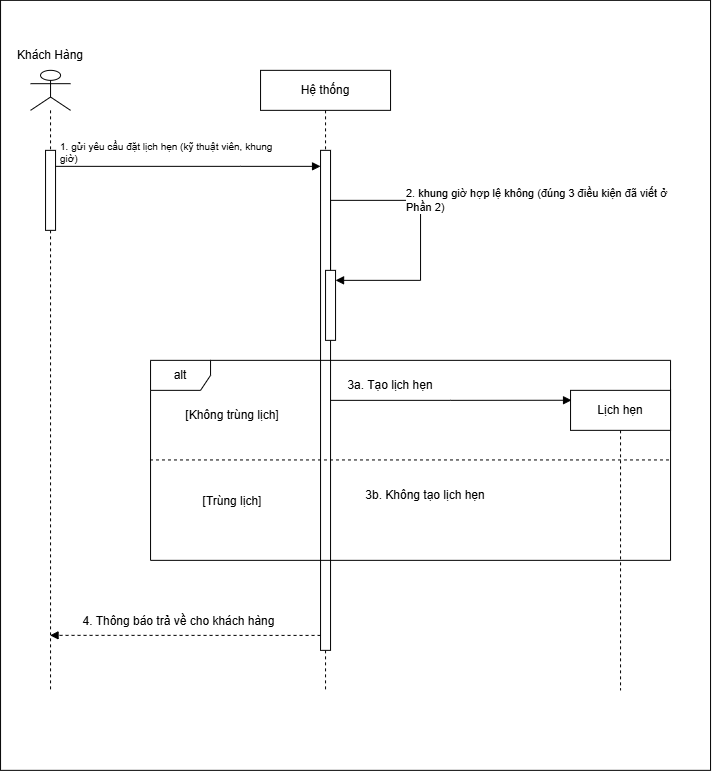 Khách Hàng
Hệ thống
1. gửi yêu cầu đặt lịch hẹn (kỹ thuật viên, khung
giờ)
2. khung giờ hợp lệ không (đúng 3 điều kiện đã viết ở
Phần 2)
alt
3a. Tạo lịch hẹn
Lịch hẹn
[Không trùng lịch]
3b. Không tạo lịch hẹn
[Trùng lịch]
4. Thông báo trả về cho khách hàng